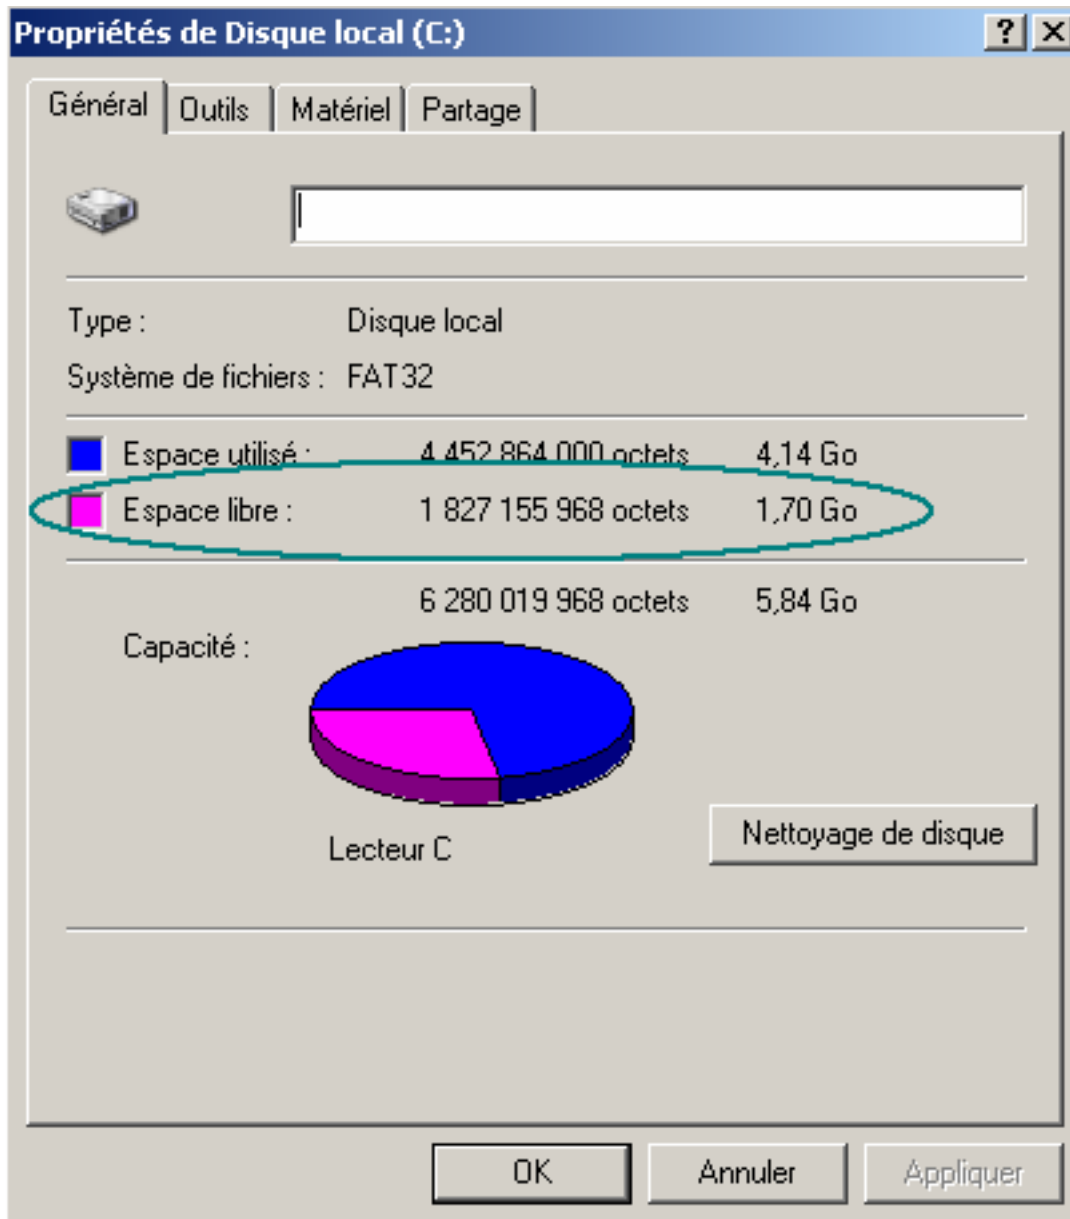 Propriétés de Disque local (C:)
Général Outils Matériel Partage
Type : Disque local
Système de fichiers : FAT32
Espace utilisé : 4 452 864 000 octets 4,14 Go
Espace libre : 1 827 155 968 octets 1,70 Go
6 280 019 968 octets 5,84 Go
Capacité :
Lecteur C
Nettoyage de disque
OK Annuler Appliquer